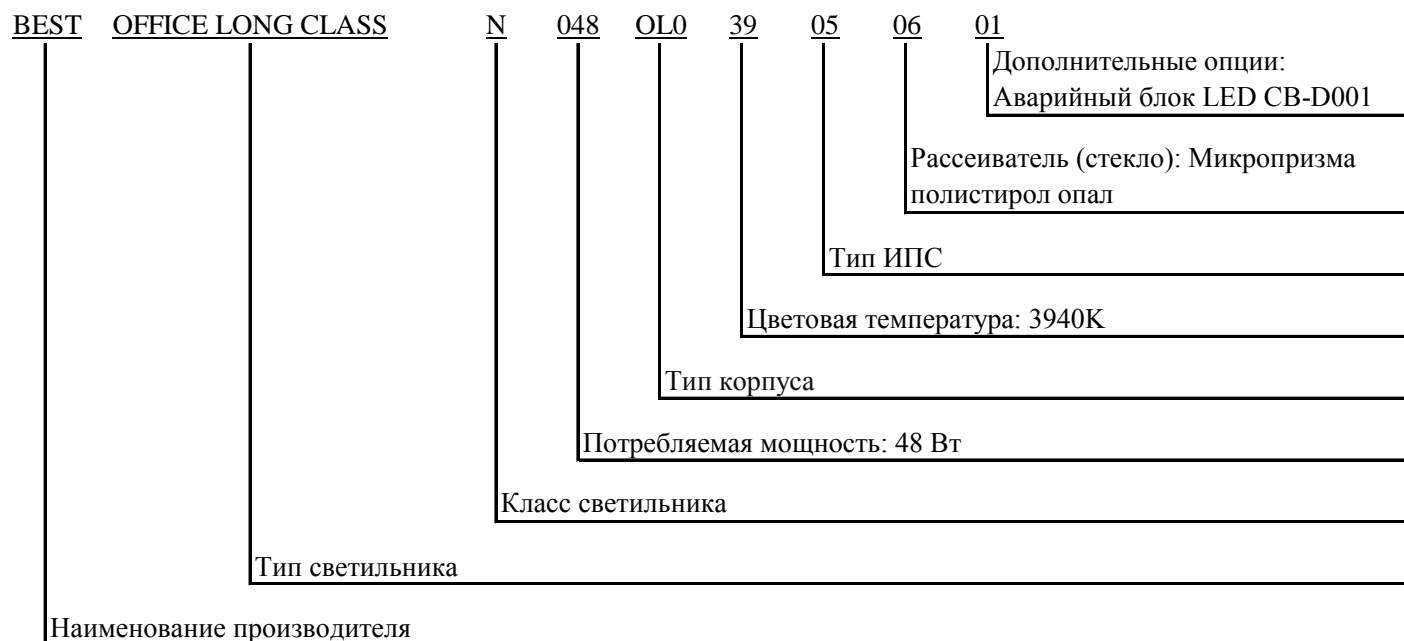 BEST OFFICE LONG CLASS N 048 OL0 39 05 06 01
Дополнительные опции:
Аварийный блок LED CB-D001
Рассеиватель (стекло): Микропризма
полистирол опал
Тип ИПС
Цветовая температура: 3940K
Тип корпуса
Потребляемая мощность: 48 Вт
Класс светильника
Тип светильника
Наименование производителя